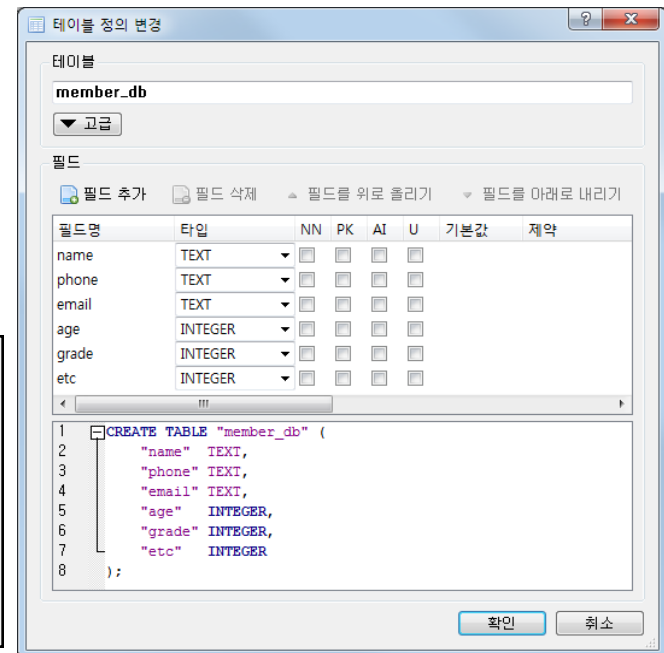 테이블 정의 변경
테이블
member_db
고급
필드
필드 추가 필드 삭제 필드를 위로 올리기 필드를 아래로 내리기
필드명 타입 NN PK AI U 기본값 제약
name TEXT
phone TEXT
email TEXT
age INTEGER
grade INTEGER
etc INTEGER
1 CREATE TABLE "member_db" (
2 "name" TEXT,
3 "phone" TEXT,
4 "email" TEXT,
5 "age" INTEGER,
6 "grade" INTEGER,
7 "etc" INTEGER
8 );
확인 취소